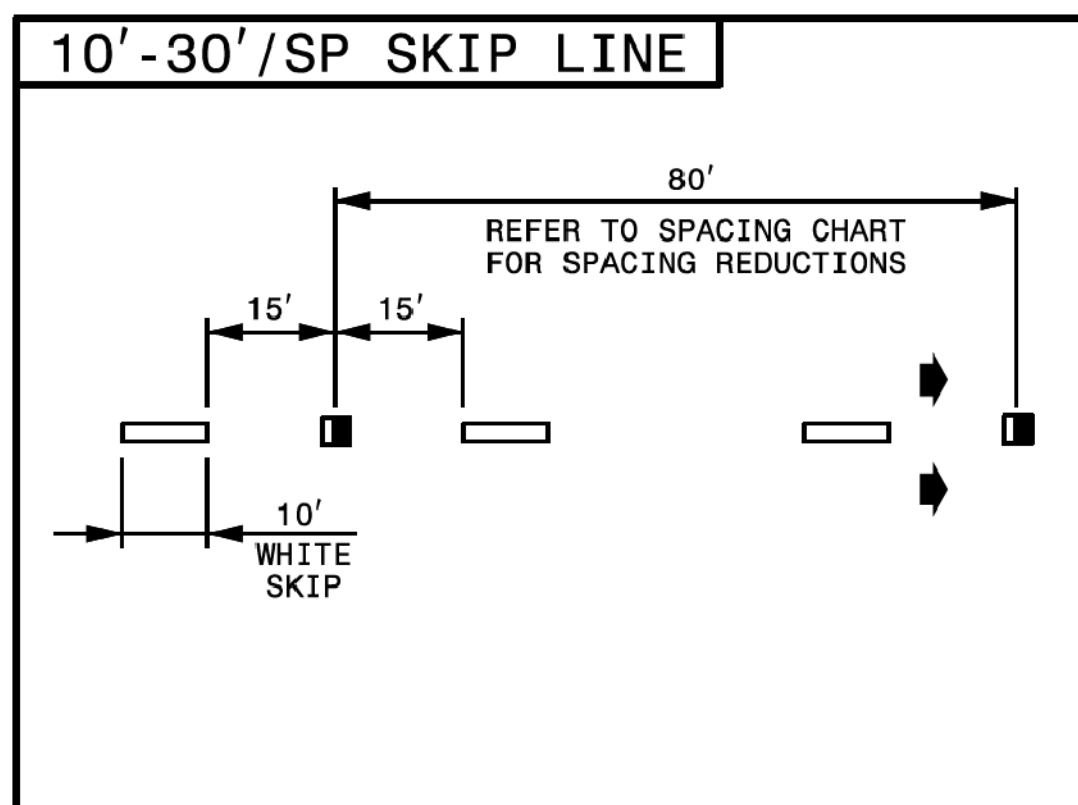 10′-30′/SP SKIP LINE
80′
REFER TO SPACING CHART
FOR SPACING REDUCTIONS
15′ 15′
10′
WHITE
SKIP